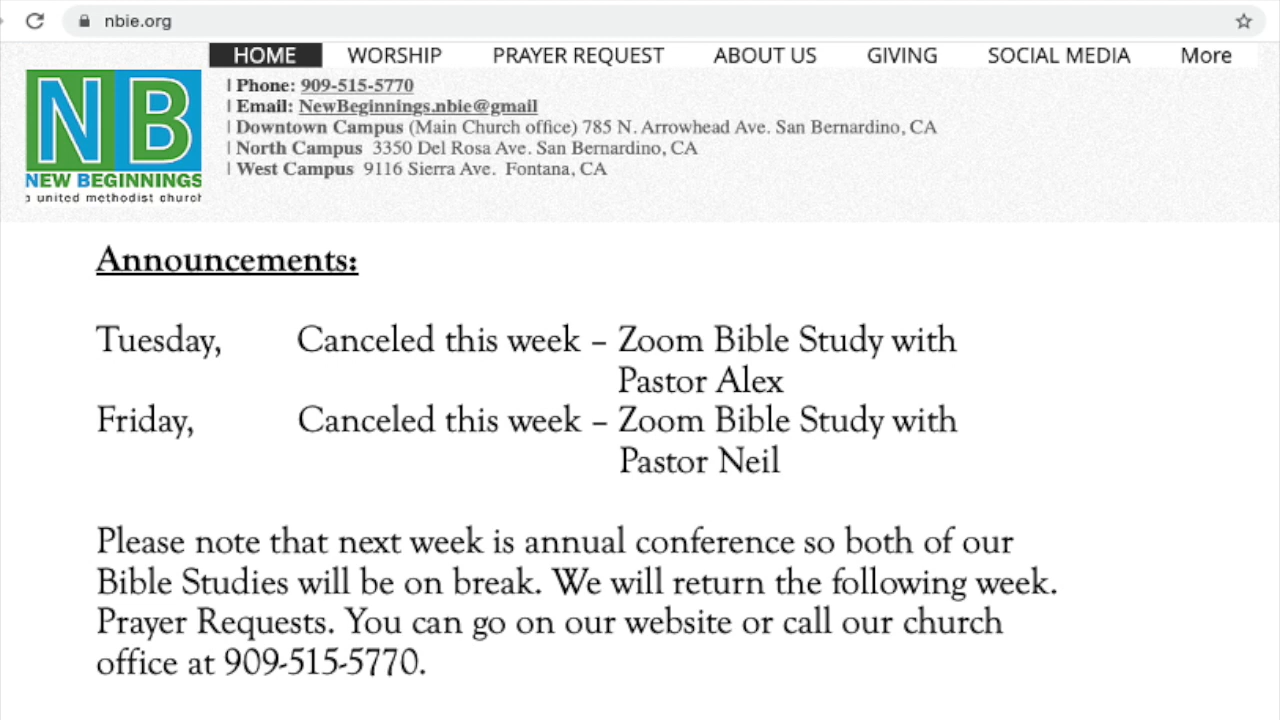 nbie.org
HOME WORSHIP PRAYER REQUEST ABOUT US GIVING SOCIAL MEDIA More
NB
NEW BEGINNINGS
a united methodist church
| Phone: 909-515-5770
| Email: NewBeginnings.nbie@gmail
| Downtown Campus (Main Church office) 785 N. Arrowhead Ave. San Bernardino, CA
| North Campus 3350 Del Rosa Ave. San Bernardino, CA
| West Campus 9116 Sierra Ave. Fontana, CA
Announcements:
Tuesday, Canceled this week – Zoom Bible Study with
Pastor Alex
Friday, Canceled this week – Zoom Bible Study with
Pastor Neil
Please note that next week is annual conference so both of our
Bible Studies will be on break. We will return the following week.
Prayer Requests. You can go on our website or call our church
office at 909-515-5770.